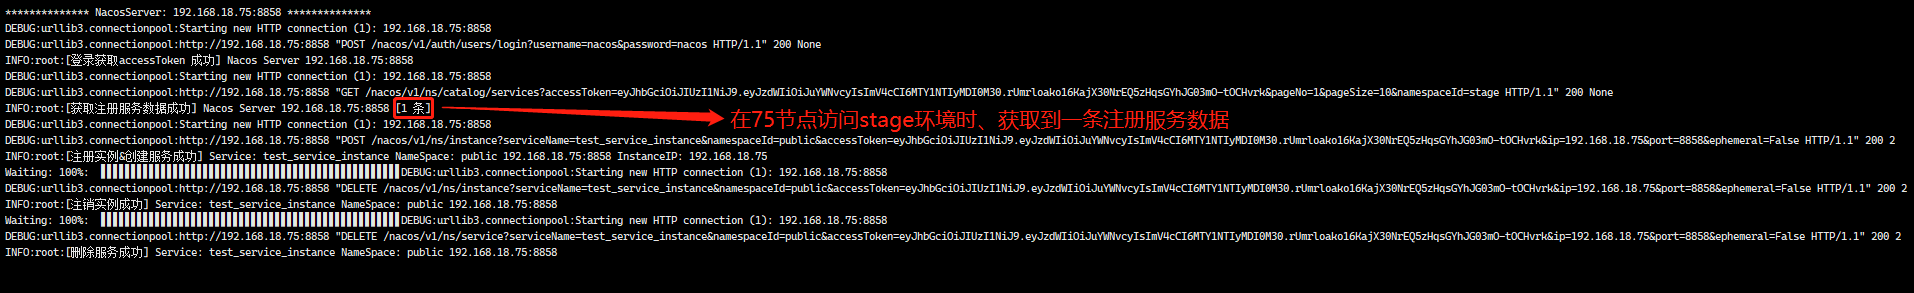 ************** NacosServer: 192.168.18.75:8858 **************
DEBUG:urllib3.connectionpool:Starting new HTTP connection (1): 192.168.18.75:8858
DEBUG:urllib3.connectionpool:http://192.168.18.75:8858 "POST /nacos/v1/auth/users/login?username=nacos&password=nacos HTTP/1.1" 200 None
INFO:root:[登录获取accessToken 成功] Nacos Server 192.168.18.75:8858
DEBUG:urllib3.connectionpool:Starting new HTTP connection (1): 192.168.18.75:8858
DEBUG:urllib3.connectionpool:http://192.168.18.75:8858 "GET /nacos/v1/ns/catalog/services?accessToken=eyJhbGciOiJIUzI1NiJ9.eyJzdWIiOiJuYWNvcyIsImV4cCI6MTY1NTIyMDI0M30.rUmrloako16KajX30NrEQ5zHqsGYhJG03mO-tOCHvrk&pageNo=1&pageSize=10&namespaceId=stage HTTP/1.1" 200 None
INFO:root:[获取注册服务数据成功] Nacos Server 192.168.18.75:8858 [1 条]
在75节点访问stage环境时、获取到一条注册服务数据
DEBUG:urllib3.connectionpool:Starting new HTTP connection (1): 192.168.18.75:8858
DEBUG:urllib3.connectionpool:http://192.168.18.75:8858 "POST /nacos/v1/ns/instance?serviceName=test_service_instance&namespaceId=public&accessToken=eyJhbGciOiJIUzI1NiJ9.eyJzdWIiOiJuYWNvcyIsImV4cCI6MTY1NTIyMDI0M30.rUmrloako16KajX30NrEQ5zHqsGYhJG03mO-tOCHvrk&ip=192.168.18.75&port=8858&ephemeral=False HTTP/1.1" 200 2
INFO:root:[注册实例&创建服务成功] Service: test_service_instance NameSpace: public 192.168.18.75:8858 InstanceIP: 192.168.18.75
Waiting: 100%: DEBUG:urllib3.connectionpool:Starting new HTTP connection (1): 192.168.18.75:8858
DEBUG:urllib3.connectionpool:http://192.168.18.75:8858 "DELETE /nacos/v1/ns/instance?serviceName=test_service_instance&namespaceId=public&accessToken=eyJhbGciOiJIUzI1NiJ9.eyJzdWIiOiJuYWNvcyIsImV4cCI6MTY1NTIyMDI0M30.rUmrloako16KajX30NrEQ5zHqsGYhJG03mO-tOCHvrk&ip=192.168.18.75&port=8858&ephemeral=False HTTP/1.1" 200 2
INFO:root:[注销实例成功] Service: test_service_instance NameSpace: public 192.168.18.75:8858
Waiting: 100%: DEBUG:urllib3.connectionpool:Starting new HTTP connection (1): 192.168.18.75:8858
DEBUG:urllib3.connectionpool:http://192.168.18.75:8858 "DELETE /nacos/v1/ns/service?serviceName=test_service_instance&namespaceId=public&accessToken=eyJhbGciOiJIUzI1NiJ9.eyJzdWIiOiJuYWNvcyIsImV4cCI6MTY1NTIyMDI0M30.rUmrloako16KajX30NrEQ5zHqsGYhJG03mO-tOCHvrk&ip=192.168.18.75&port=8858&ephemeral=False HTTP/1.1" 200 2
INFO:root:[删除服务成功] Service: test_service_instance NameSpace: public 192.168.18.75:8858